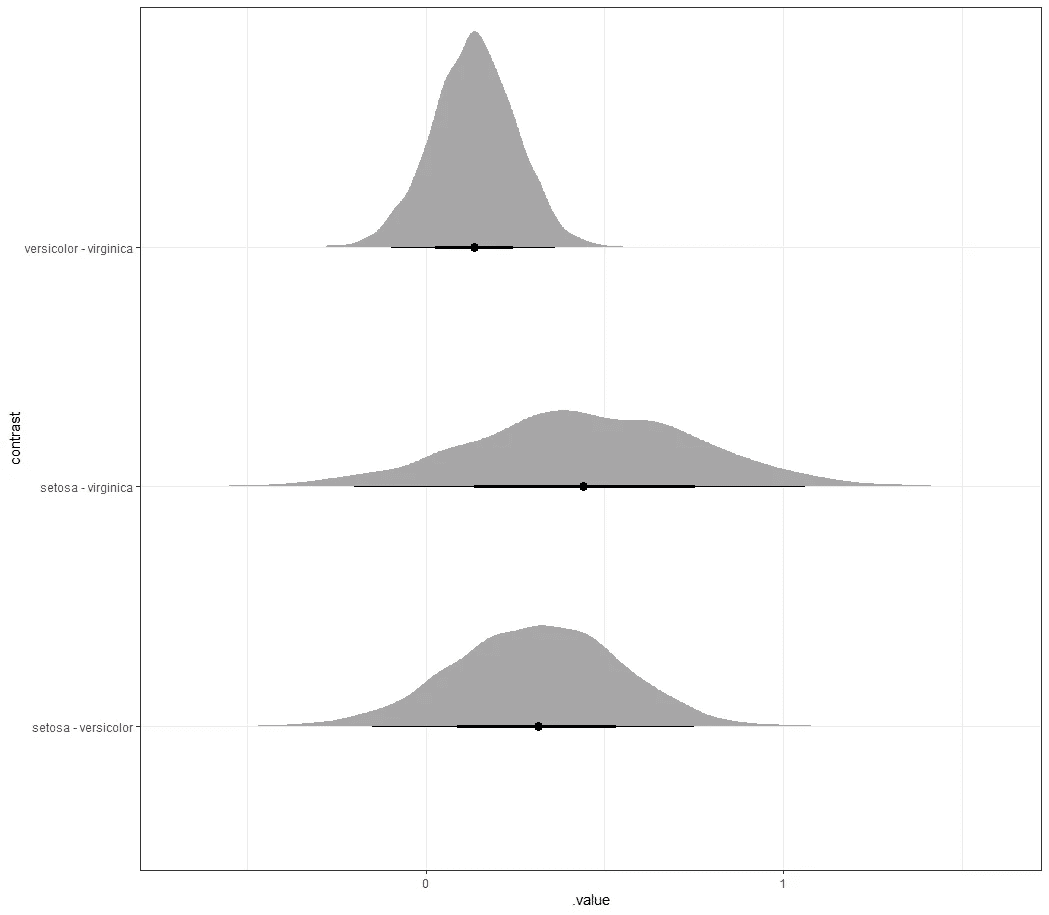 versicolor - virginica
setosa - virginica
setosa - versicolor
contrast
0
1
.value